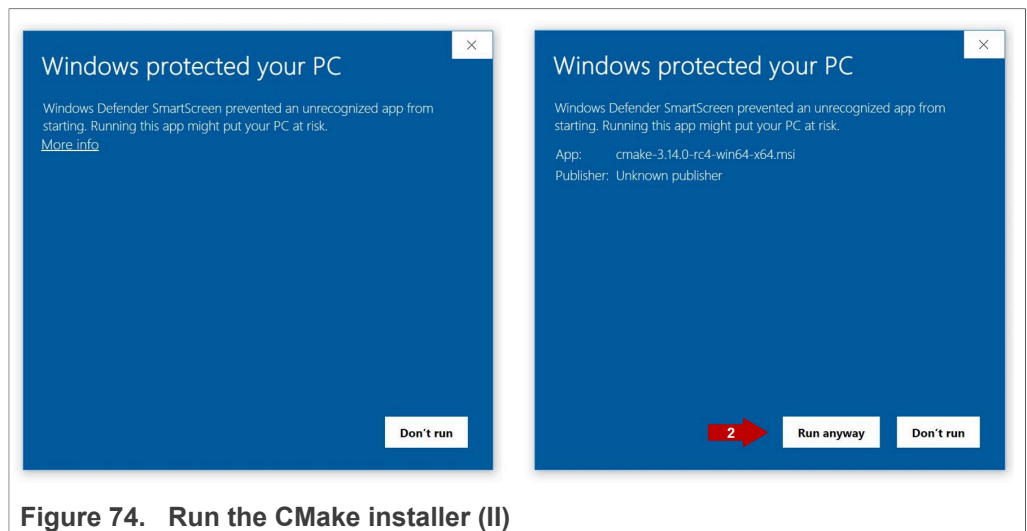 Windows protected your PC
Windows Defender SmartScreen prevented an unrecognized app from
starting. Running this app might put your PC at risk.
More info
Don't run
Windows protected your PC
Windows Defender SmartScreen prevented an unrecognized app from
starting. Running this app might put your PC at risk.
App: cmake-3.14.0-rc4-win64-x64.msi
Publisher: Unknown publisher
2 Run anyway Don't run
Figure 74. Run the CMake installer (II)